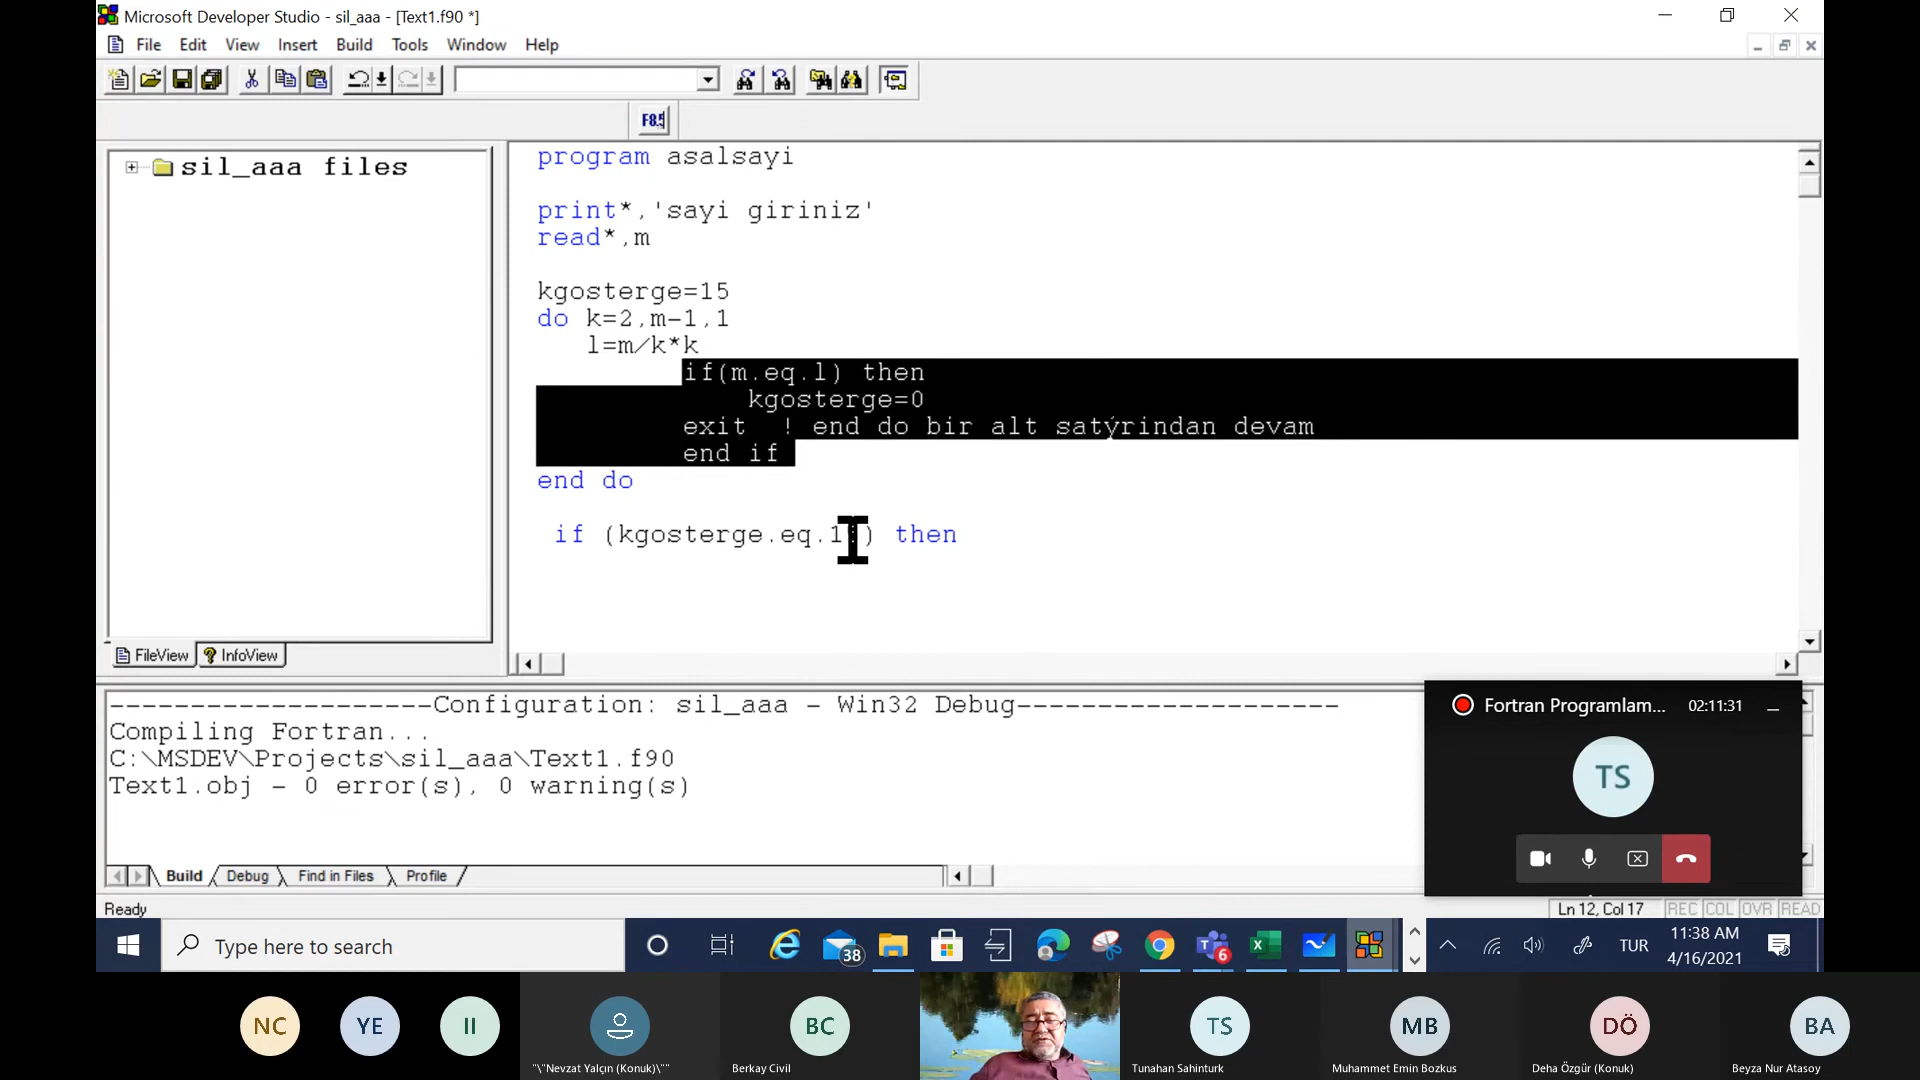 Microsoft Developer Studio - sil_aaa - [Text1.f90 *]
File Edit View Insert Build Tools Window Help
F8.5
sil_aaa files
program asalsayi
print*,'sayi giriniz'
read*,m
kgosterge=15
do k=2,m-1,1
l=m/k*k
if(m.eq.l) then
kgosterge=0
exit ! end do bir alt satýrindan devam
end if
end do
if (kgosterge.eq.1 ) then
FileView InfoView
--------------------Configuration: sil_aaa - Win32 Debug--------------------
Compiling Fortran...
C:\MSDEV\Projects\sil_aaa\Text1.f90
Text1.obj - 0 error(s), 0 warning(s)
Build Debug Find in Files Profile
Fortran Programlam... 02:11:31
TS
Ready
Ln 12, Col 17 REC COL OVR READ
Type here to search
38
6
TUR
11:38 AM
4/16/2021
NC YE II BC TS MB DÖ BA
"\"Nevzat Yalçın (Konuk)\"" Berkay Civil Tunahan Sahinturk Muhammet Emin Bozkus Deha Özgür (Konuk) Beyza Nur Atasoy